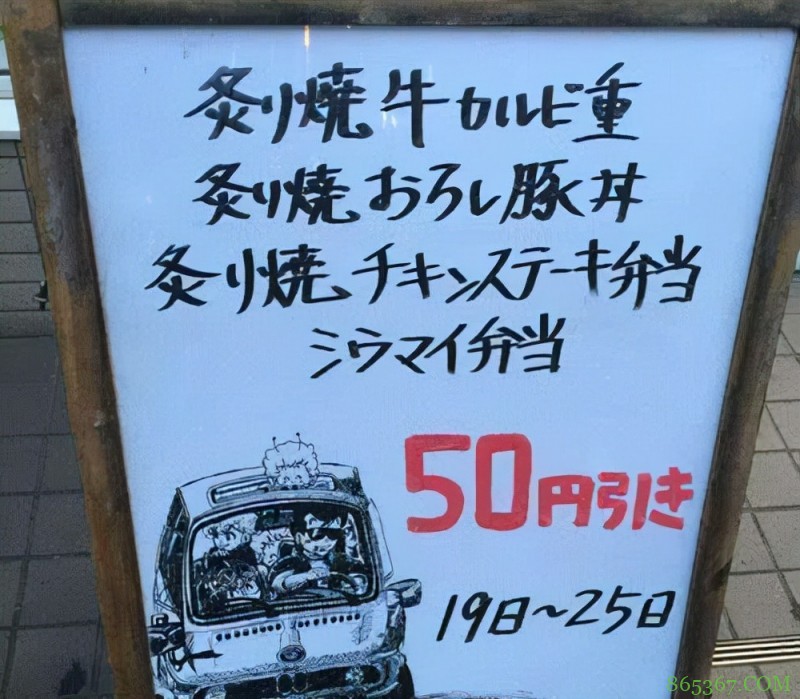 炙り焼牛カルビ重
炙り焼おろし豚丼
炙り焼チキンステーキ弁当
シウマイ弁当
50円引き
19日~25日
865367.COM